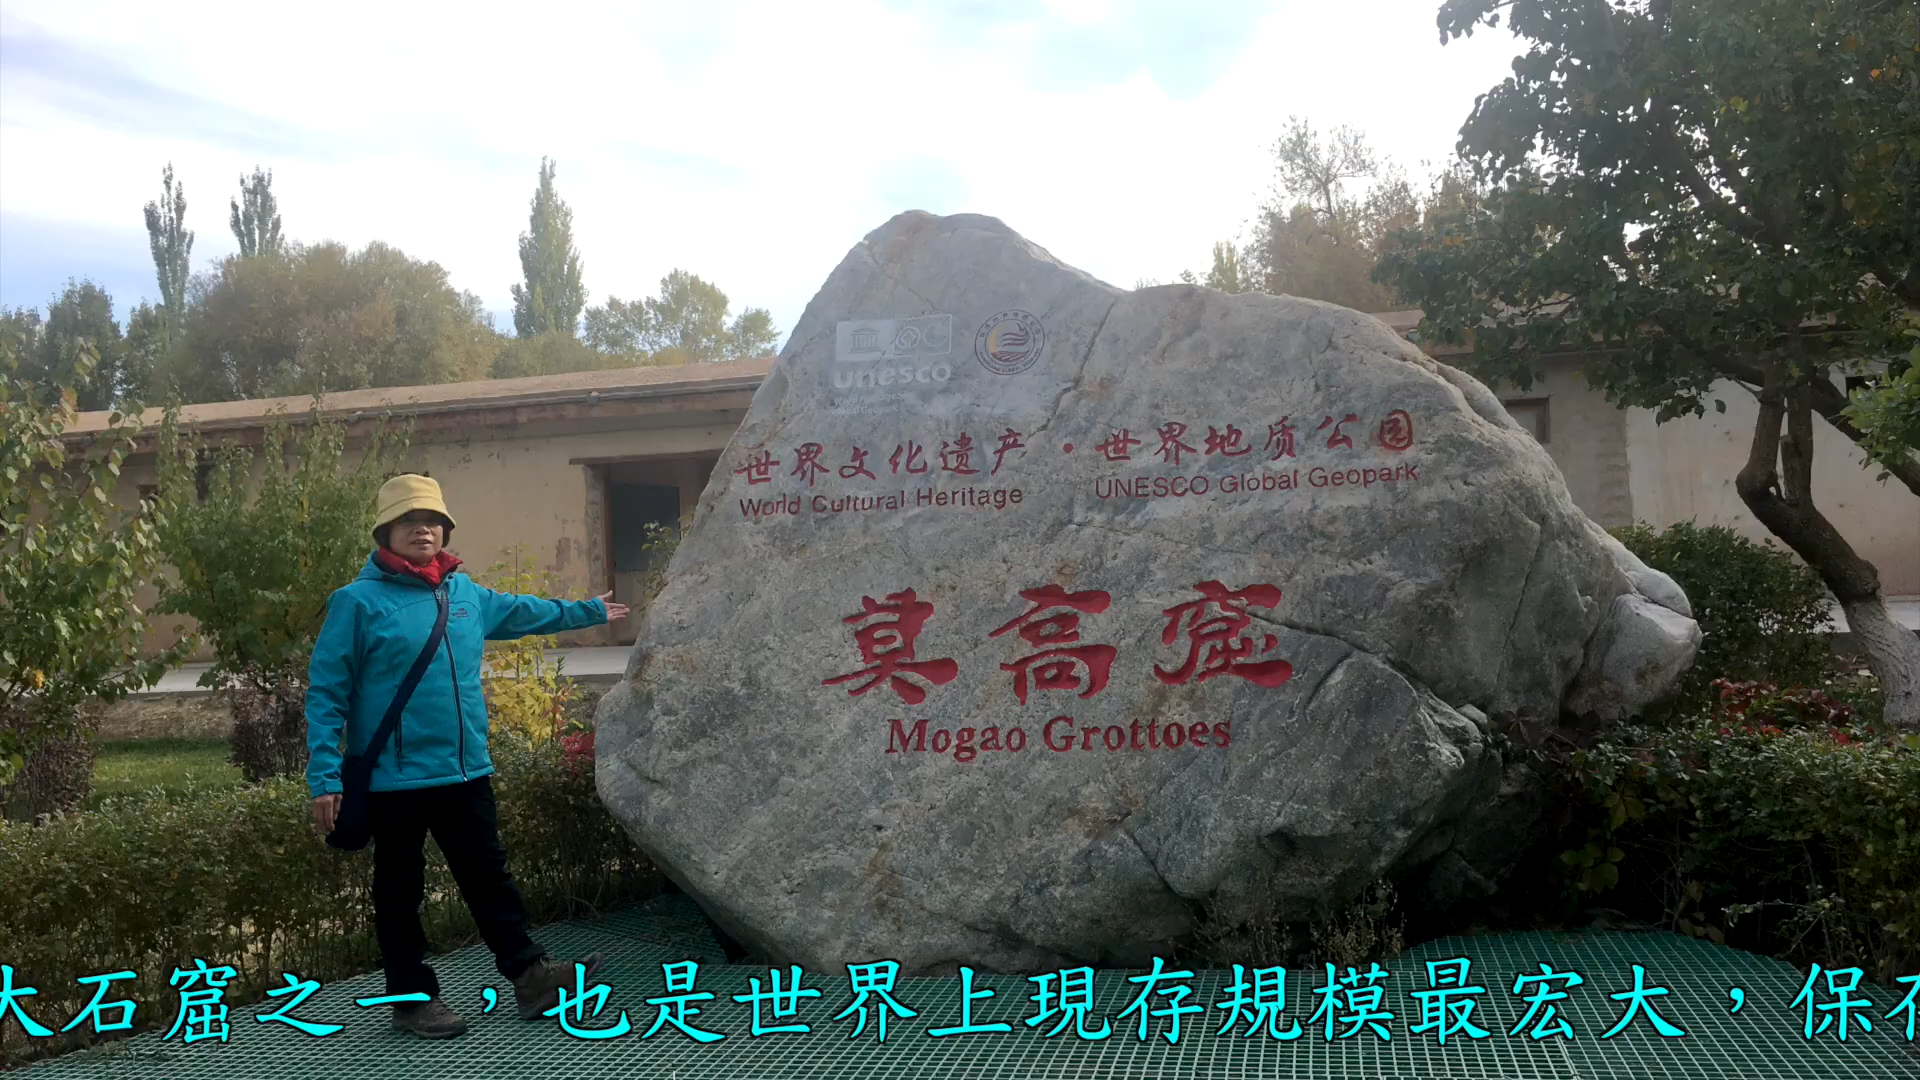 unesco
世界文化遗产·世界地质公园
World Cultural Heritage UNESCO Global Geopark
莫高窟
Mogao Grottoes
大石窟之一，也是世界上現存規模最宏大，保存